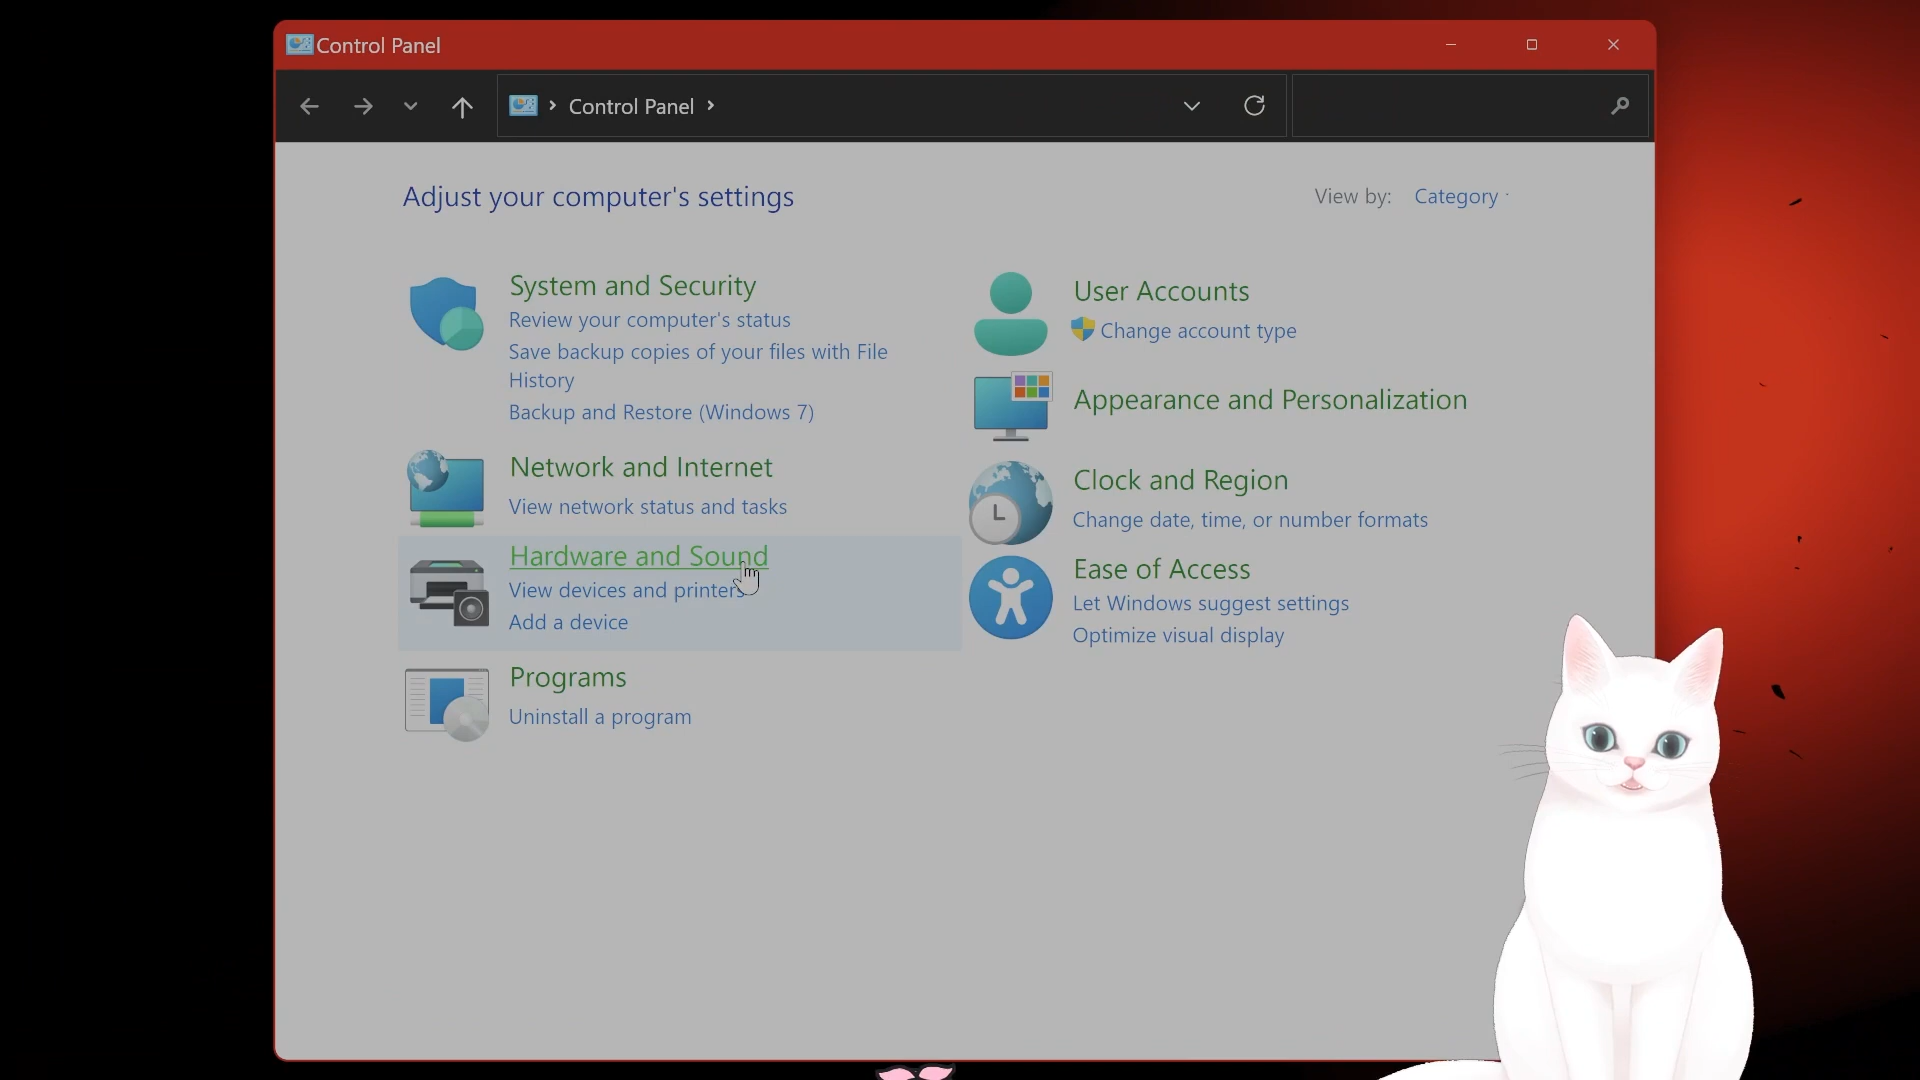 Control Panel
Control Panel
Adjust your computer's settings
View by: Category
System and Security
Review your computer's status
Save backup copies of your files with File
History
Backup and Restore (Windows 7)
Network and Internet
View network status and tasks
Hardware and Sound
View devices and printers
Add a device
Programs
Uninstall a program
User Accounts
Change account type
Appearance and Personalization
Clock and Region
Change date, time, or number formats
Ease of Access
Let Windows suggest settings
Optimize visual display